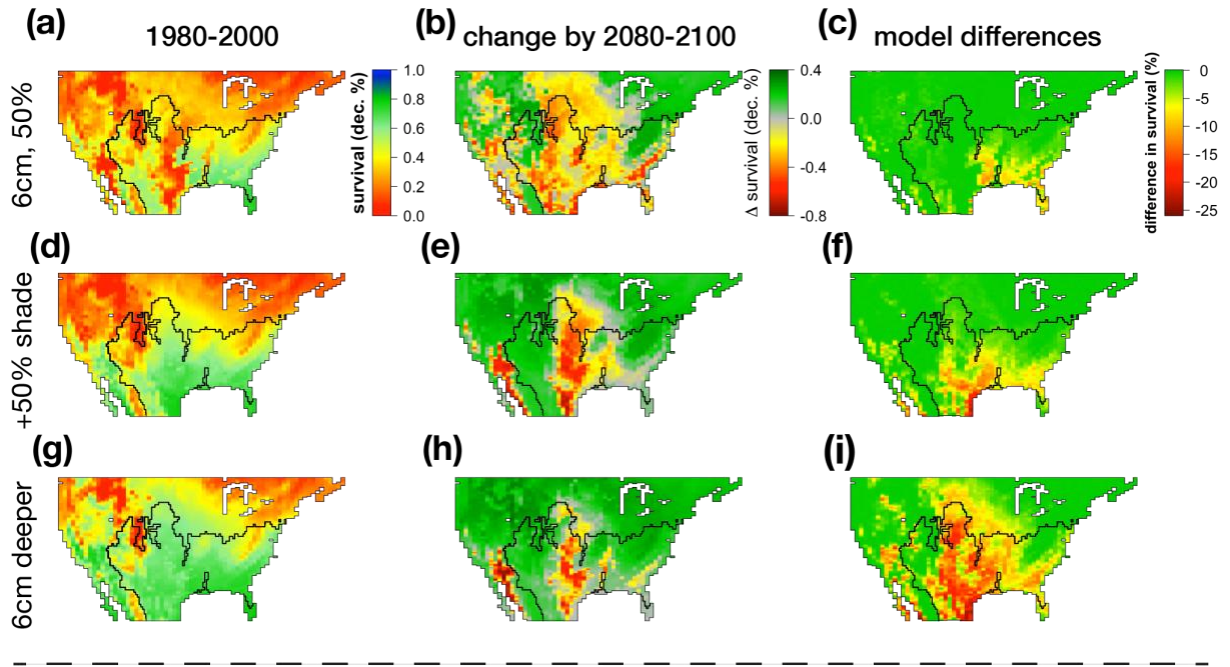 (a) 1980-2000
(b) change by 2080-2100
(c) model differences
6cm, 50%
survival (dec. %)
1.0
0.8
0.6
0.4
0.2
0.0
Δ survival (dec. %)
0.4
0.0
-0.4
-0.8
difference in survival (%)
0
-5
-10
-15
-20
-25
(d)
(e)
(f)
+50% shade
(g)
(h)
(i)
6cm deeper